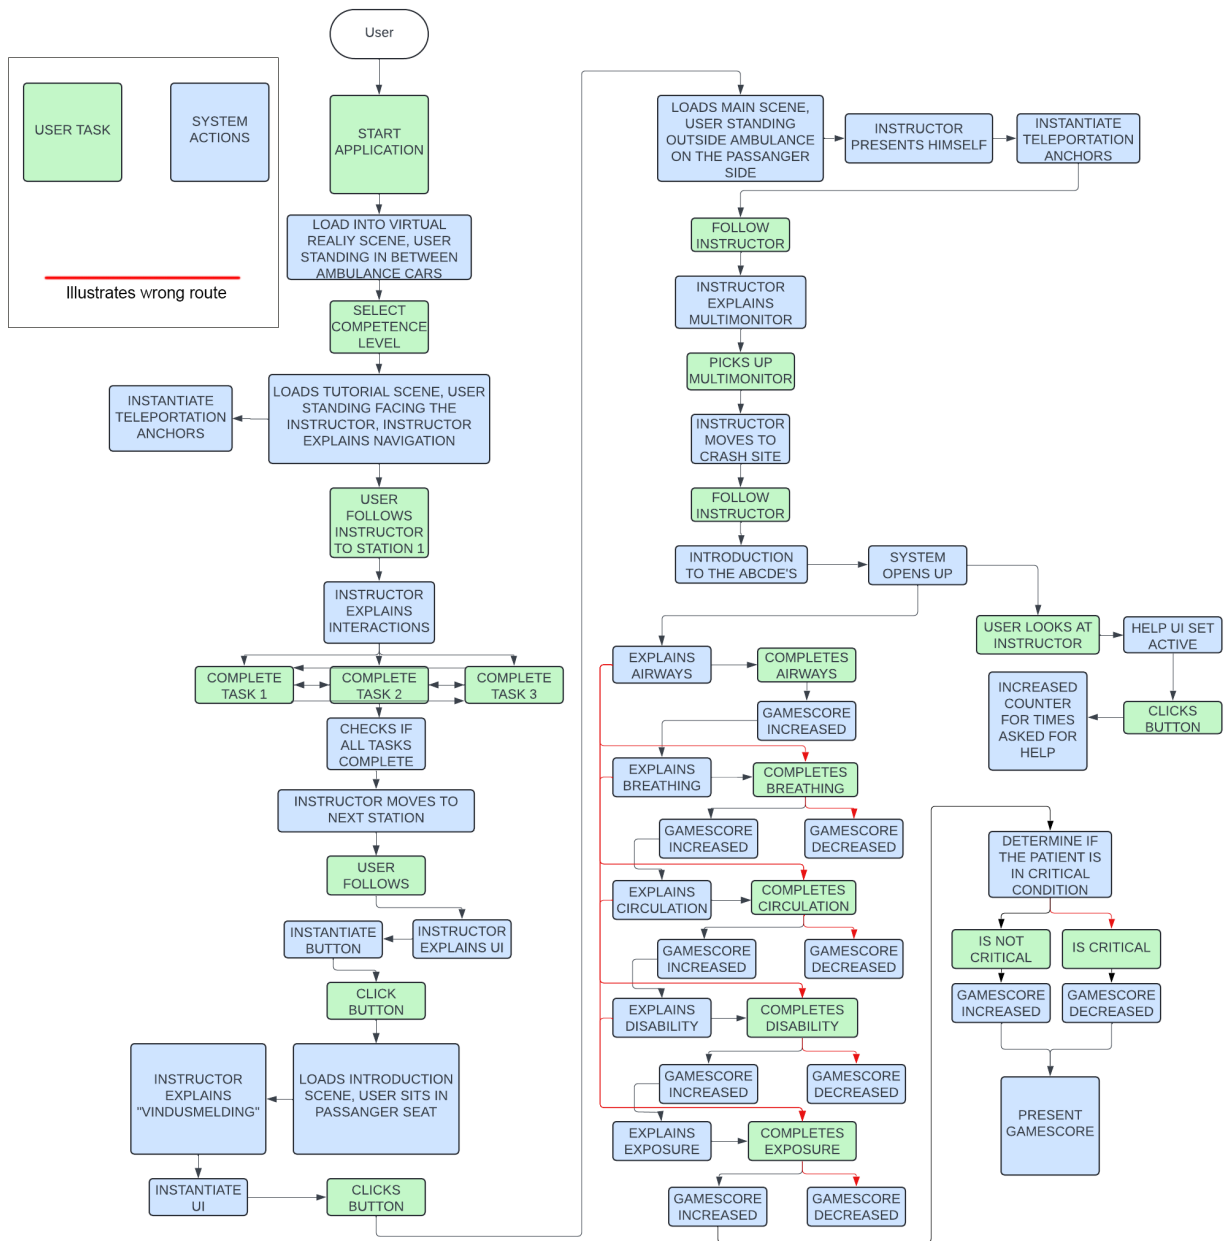 User
USER TASK
SYSTEM
ACTIONS
Illustrates wrong route
START
APPLICATION
LOAD INTO VIRTUAL
REALIY SCENE, USER
STANDING IN BETWEEN
AMBULANCE CARS
SELECT
COMPETENCE
LEVEL
LOADS TUTORIAL SCENE, USER
STANDING FACING THE
INSTRUCTOR, INSTRUCTOR
EXPLAINS NAVIGATION
INSTANTIATE
TELEPORTATION
ANCHORS
USER
FOLLOWS
INSTRUCTOR
TO STATION 1
INSTRUCTOR
EXPLAINS
INTERACTIONS
COMPLETE
TASK 1
COMPLETE
TASK 2
COMPLETE
TASK 3
CHECKS IF
ALL TASKS
COMPLETE
INSTRUCTOR MOVES TO
NEXT STATION
USER
FOLLOWS
INSTRUCTOR
EXPLAINS UI
INSTANTIATE
BUTTON
CLICK
BUTTON
LOADS INTRODUCTION
SCENE, USER SITS IN
PASSANGER SEAT
INSTRUCTOR
EXPLAINS
"VINDUSMELDING"
INSTANTIATE
UI
CLICKS
BUTTON
LOADS MAIN SCENE,
USER STANDING
OUTSIDE AMBULANCE
ON THE PASSANGER
SIDE
INSTRUCTOR
PRESENTS HIMSELF
INSTANTIATE
TELEPORTATION
ANCHORS
FOLLOW
INSTRUCTOR
INSTRUCTOR
EXPLAINS
MULTIMONITOR
PICKS UP
MULTIMONITOR
INSTRUCTOR
MOVES TO
CRASH SITE
FOLLOW
INSTRUCTOR
INTRODUCTION
TO THE ABCDE'S
SYSTEM
OPENS UP
USER LOOKS AT
INSTRUCTOR
HELP UI SET
ACTIVE
CLICKS
BUTTON
INCREASED
COUNTER
FOR TIMES
ASKED FOR
HELP
EXPLAINS
AIRWAYS
COMPLETES
AIRWAYS
GAMESCORE
INCREASED
EXPLAINS
BREATHING
COMPLETES
BREATHING
GAMESCORE
INCREASED
GAMESCORE
DECREASED
EXPLAINS
CIRCULATION
COMPLETES
CIRCULATION
GAMESCORE
INCREASED
GAMESCORE
DECREASED
EXPLAINS
DISABILITY
COMPLETES
DISABILITY
GAMESCORE
INCREASED
GAMESCORE
DECREASED
EXPLAINS
EXPOSURE
COMPLETES
EXPOSURE
GAMESCORE
INCREASED
GAMESCORE
DECREASED
DETERMINE IF
THE PATIENT IS
IN CRITICAL
CONDITION
IS NOT
CRITICAL
IS CRITICAL
GAMESCORE
INCREASED
GAMESCORE
DECREASED
PRESENT
GAMESCORE